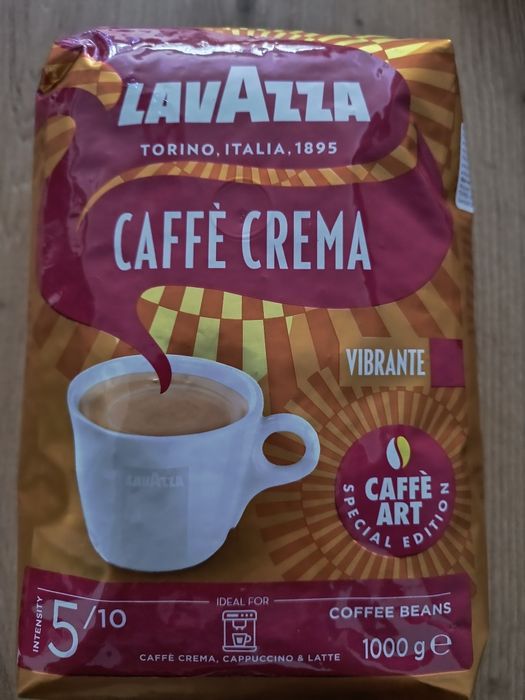 LAVAZZA
TORINO, ITALIA, 1895
CAFFÈ CREMA
VIBRANTE
CAFFÈ
ART
SPECIAL EDITION
LAVAZZA
INTENSITY
5/10
IDEAL FOR
CAFFÈ CREMA, CAPPUCCINO & LATTE
COFFEE BEANS
1000 g e